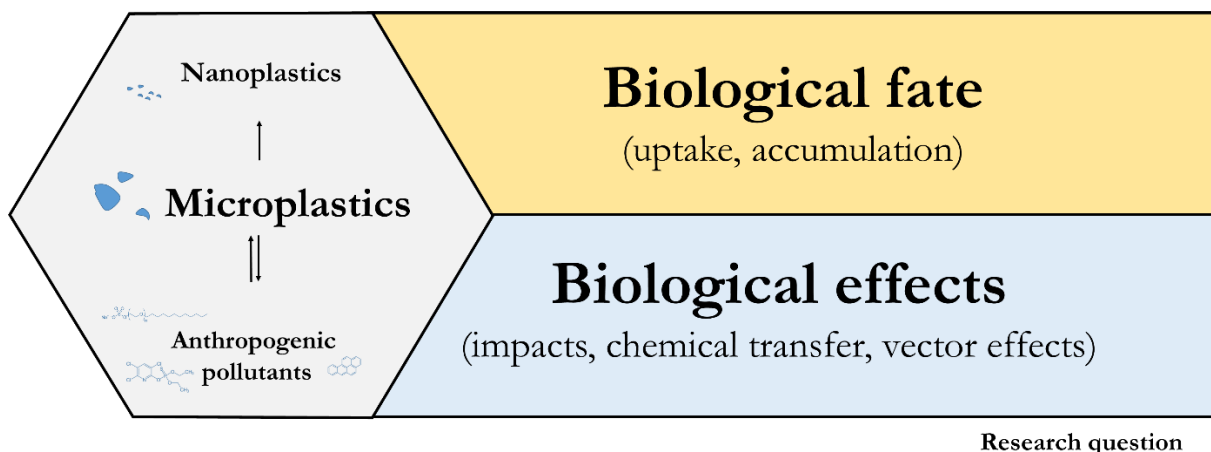 Nanoplastics
Microplastics
Anthropogenic
pollutants
Biological fate
(uptake, accumulation)
Biological effects
(impacts, chemical transfer, vector effects)
Research question